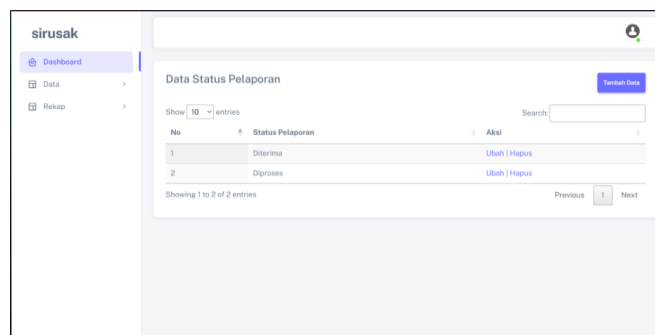 sirusak
Dashboard
Data
Rekap
Data Status Pelaporan
Tambah Data
Show 10 entries
Search:
No Status Pelaporan Aksi
1 Diterima Ubah | Hapus
2 Diproses Ubah | Hapus
Showing 1 to 2 of 2 entries
Previous 1 Next